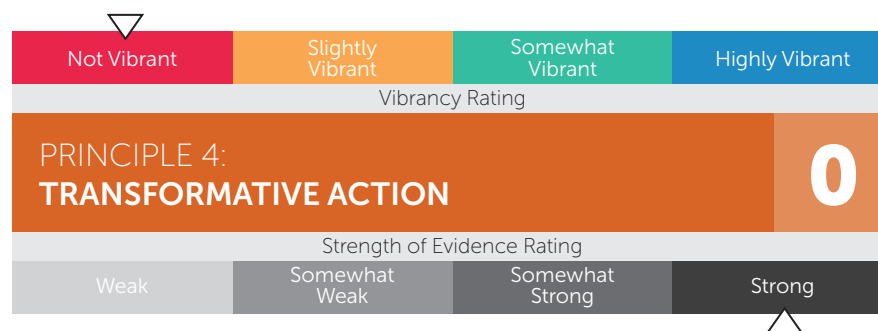 Not Vibrant
Slightly
Vibrant
Somewhat
Vibrant
Highly Vibrant
Vibrancy Rating
PRINCIPLE 4:
TRANSFORMATIVE ACTION
0
Strength of Evidence Rating
Weak
Somewhat
Weak
Somewhat
Strong
Strong